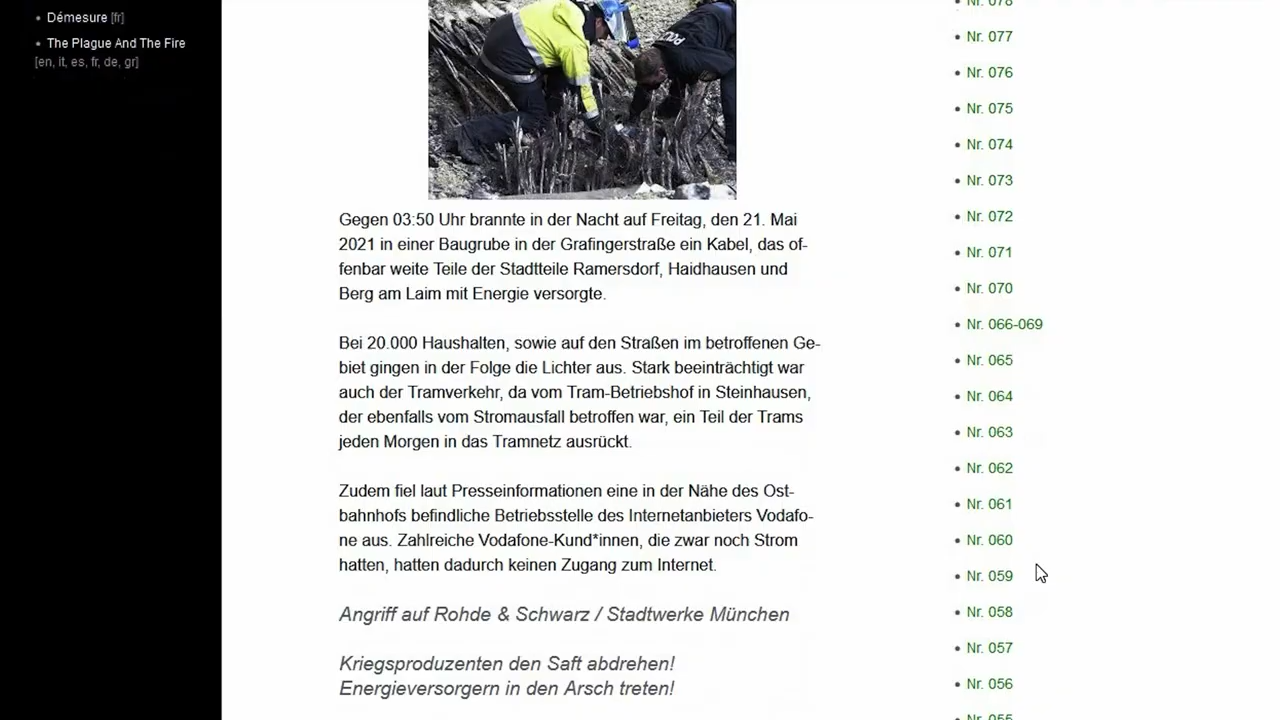 Démesure [fr]
The Plague And The Fire
[en, it, es, fr, de, gr]
Gegen 03:50 Uhr brannte in der Nacht auf Freitag, den 21. Mai
2021 in einer Baugrube in der Grafingerstraße ein Kabel, das of-
fenbar weite Teile der Stadtteile Ramersdorf, Haidhausen und
Berg am Laim mit Energie versorgte.
Bei 20.000 Haushalten, sowie auf den Straßen im betroffenen Ge-
biet gingen in der Folge die Lichter aus. Stark beeinträchtigt war
auch der Tramverkehr, da vom Tram-Betriebshof in Steinhausen,
der ebenfalls vom Stromausfall betroffen war, ein Teil der Trams
jeden Morgen in das Tramnetz ausrückt.
Zudem fiel laut Presseinformationen eine in der Nähe des Ost-
bahnhofs befindliche Betriebsstelle des Internetanbieters Vodafo-
ne aus. Zahlreiche Vodafone-Kund*innen, die zwar noch Strom
hatten, hatten dadurch keinen Zugang zum Internet.
Angriff auf Rohde & Schwarz / Stadtwerke München
Kriegsproduzenten den Saft abdrehen!
Energieversorgern in den Arsch treten!
Nr. 078
Nr. 077
Nr. 076
Nr. 075
Nr. 074
Nr. 073
Nr. 072
Nr. 071
Nr. 070
Nr. 066-069
Nr. 065
Nr. 064
Nr. 063
Nr. 062
Nr. 061
Nr. 060
Nr. 059
Nr. 058
Nr. 057
Nr. 056